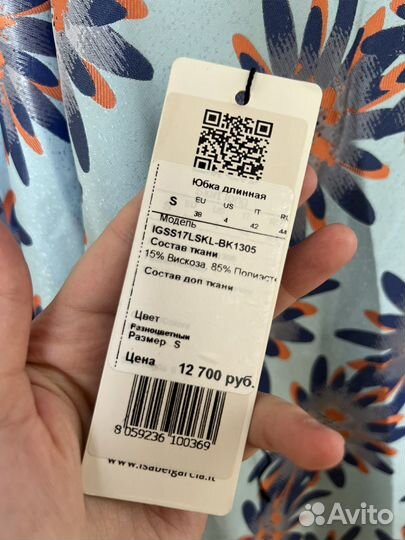 Юбка длинная
S EU US IT RU
38 4 42 44
Модель
IGSS17LSKL-BK1305
Состав ткани
15% Вискоза, 85% Полиэсте
Состав доп ткани
Цвет
Разноцветный
Размер S
Цена 12 700 руб.
8 059236 100369
www.isabelgarcia.it
Avito